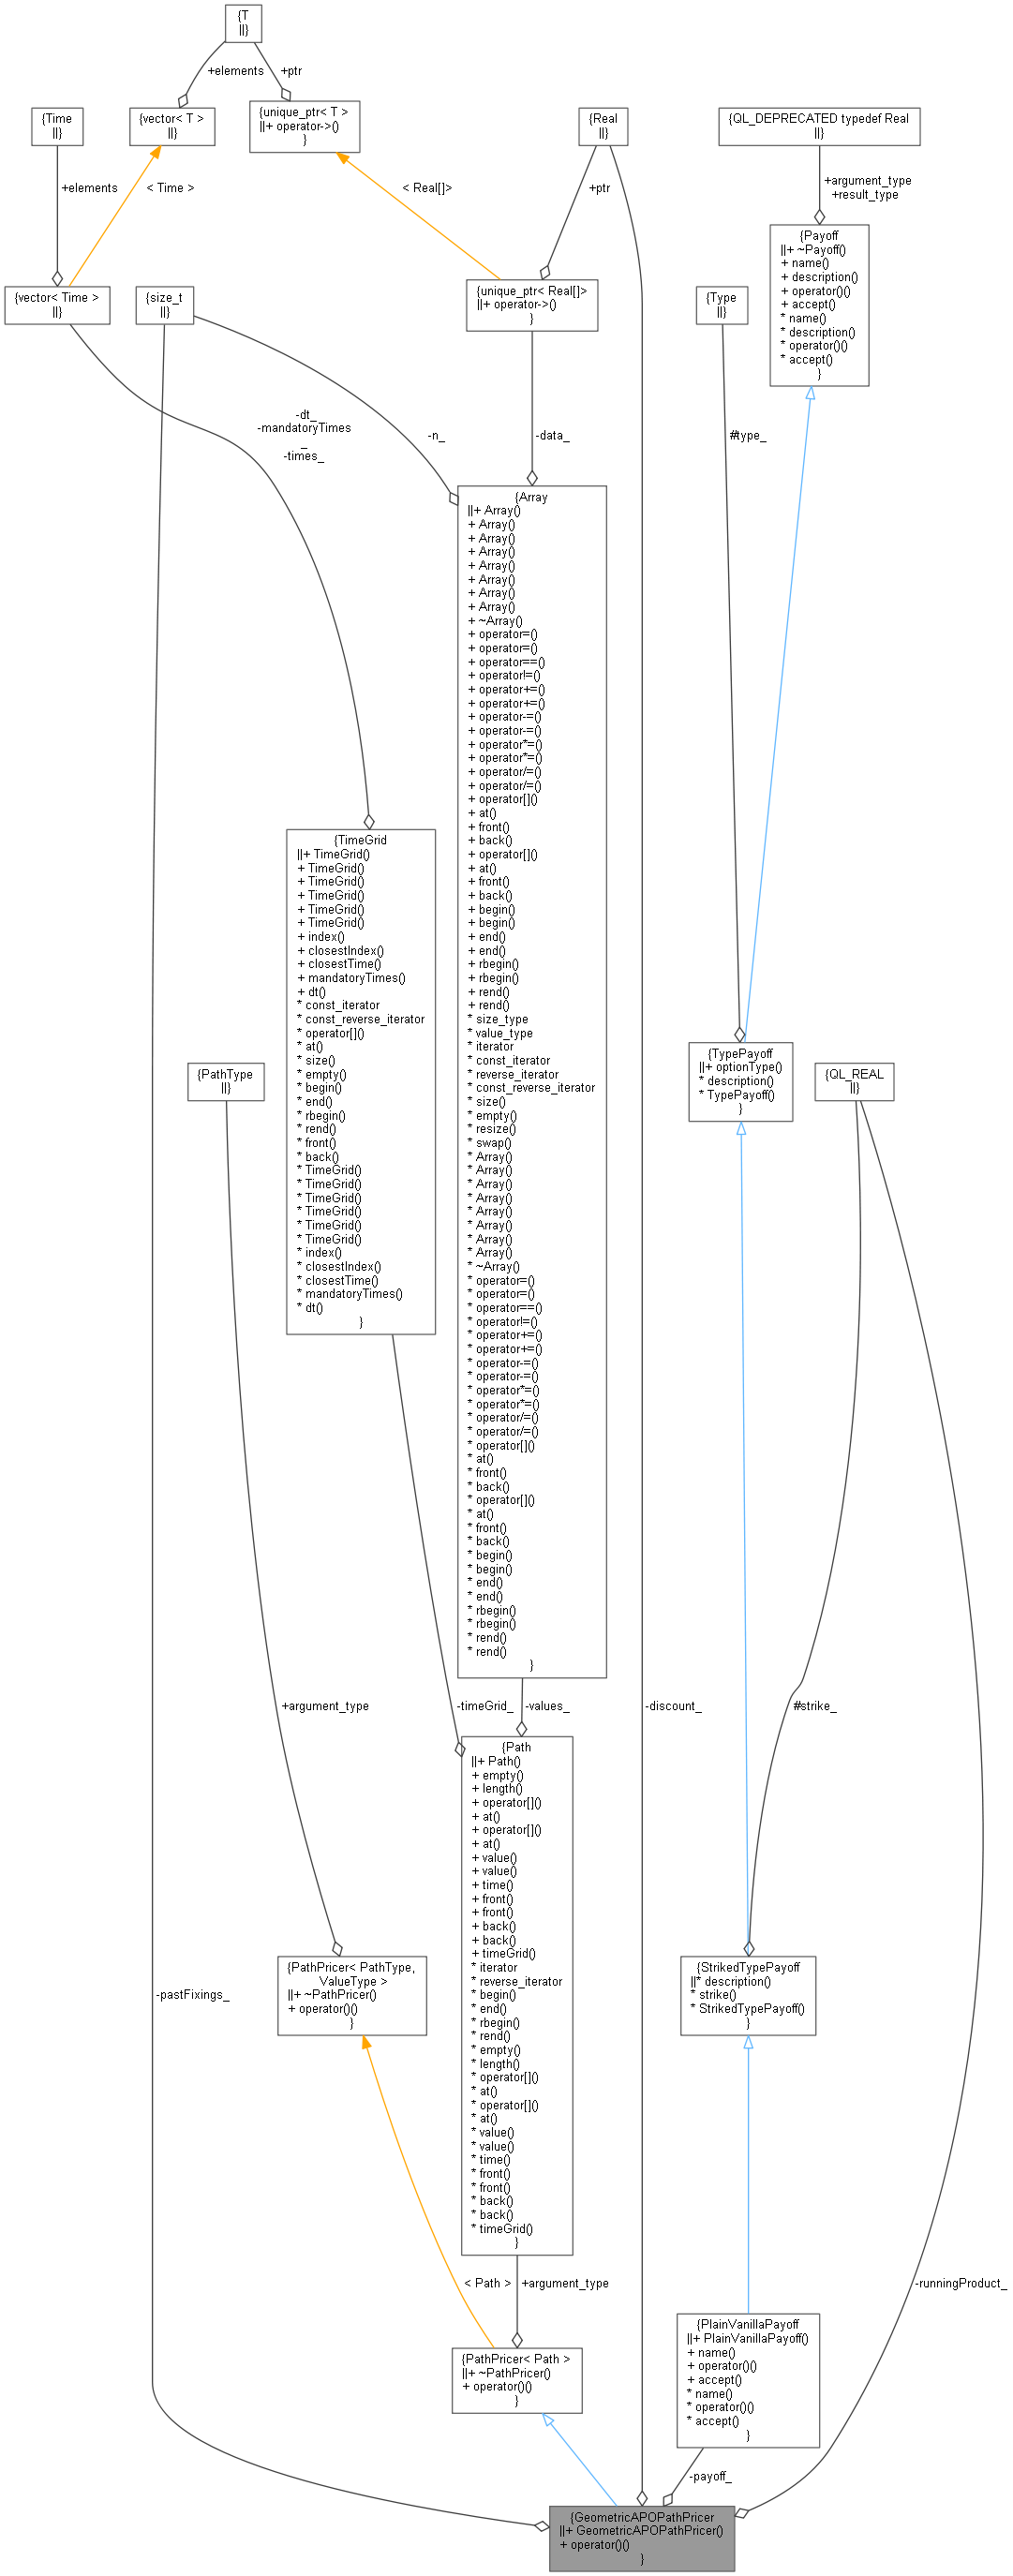 {T
||}
+elements
+ptr
{Time
||}
{vector< T >
||}
{unique_ptr< T >
||+ operator->()
}
{Real
||}
{QL_DEPRECATED typedef Real
||}
+elements
< Time >
< Real[]>
+ptr
+argument_type
+result_type
{Payoff
||+ ~Payoff()
+ name()
+ description()
+ operator()()
+ accept()
* name()
* description()
* operator()()
* accept()
}
{vector< Time >
||}
{size_t
||}
{unique_ptr< Real[]>
||+ operator->()
}
{Type
||}
-dt_
-mandatoryTimes
_
-times_
-n_
-data_
#type_
{Array
||+ Array()
+ Array()
+ Array()
+ Array()
+ Array()
+ Array()
+ Array()
+ Array()
+ ~Array()
+ operator=()
+ operator=()
+ operator==()
+ operator!=()
+ operator+=()
+ operator+=()
+ operator-=()
+ operator-=()
+ operator*=()
+ operator*=()
+ operator/=()
+ operator/=()
+ operator[]()
+ at()
+ front()
+ back()
+ operator[]()
+ at()
+ front()
+ back()
+ begin()
+ begin()
+ end()
+ end()
+ rbegin()
+ rbegin()
+ rend()
+ rend()
* size_type
* value_type
* iterator
* const_iterator
* reverse_iterator
* const_reverse_iterator
* size()
* empty()
* resize()
* swap()
* Array()
* Array()
* Array()
* Array()
* Array()
* Array()
* Array()
* Array()
* ~Array()
* operator=()
* operator=()
* operator==()
* operator!=()
* operator+=()
* operator+=()
* operator-=()
* operator-=()
* operator*=()
* operator*=()
* operator/=()
* operator/=()
* operator[]()
* at()
* front()
* back()
* operator[]()
* at()
* front()
* back()
* begin()
* begin()
* end()
* end()
* rbegin()
* rbegin()
* rend()
* rend()
}
{TimeGrid
||+ TimeGrid()
+ TimeGrid()
+ TimeGrid()
+ TimeGrid()
+ TimeGrid()
+ TimeGrid()
+ index()
+ closestIndex()
+ closestTime()
+ mandatoryTimes()
+ dt()
* const_iterator
* const_reverse_iterator
* operator[]()
* at()
* size()
* empty()
* begin()
* end()
* rbegin()
* rend()
* front()
* back()
* TimeGrid()
* TimeGrid()
* TimeGrid()
* TimeGrid()
* TimeGrid()
* TimeGrid()
* index()
* closestIndex()
* closestTime()
* mandatoryTimes()
* dt()
}
{PathType
||}
{TypePayoff
||+ optionType()
* description()
* TypePayoff()
}
{QL_REAL
||}
+argument_type
-timeGrid_
-values_
-discount_
#strike_
{Path
||+ Path()
+ empty()
+ length()
+ operator[]()
+ at()
+ operator[]()
+ at()
+ value()
+ value()
+ time()
+ front()
+ front()
+ back()
+ back()
+ timeGrid()
* iterator
* reverse_iterator
* begin()
* end()
* rbegin()
* rend()
* empty()
* length()
* operator[]()
* at()
* operator[]()
* at()
* value()
* value()
* time()
* front()
* front()
* back()
* back()
* timeGrid()
}
-pastFixings_
{PathPricer< PathType,
ValueType >
||+ ~PathPricer()
+ operator()()
}
{StrikedTypePayoff
||* description()
* strike()
* StrikedTypePayoff()
}
< Path >
+argument_type
-runningProduct_
{PathPricer< Path >
||+ ~PathPricer()
+ operator()()
}
{PlainVanillaPayoff
||+ PlainVanillaPayoff()
+ name()
+ operator()()
+ accept()
* name()
* operator()()
* accept()
}
-payoff_
{GeometricAPOPathPricer
||+ GeometricAPOPathPricer()
+ operator()()
}